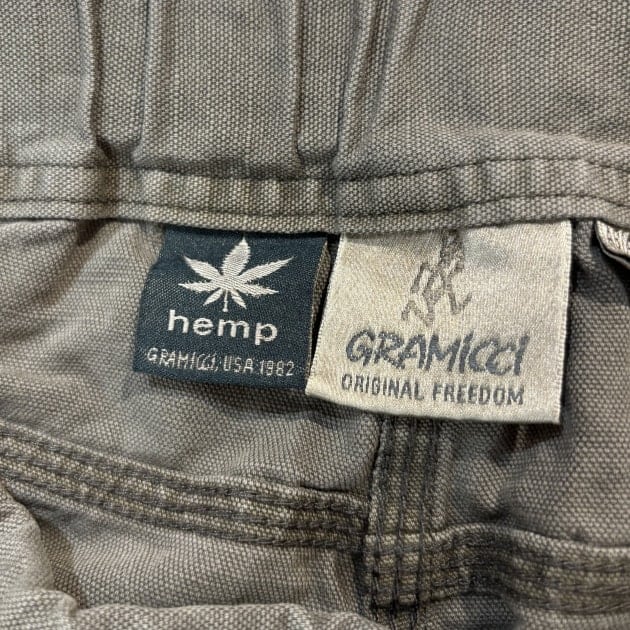 hemp
GRAMICCI, USA 1982
GRAMICCI
ORIGINAL FREEDOM